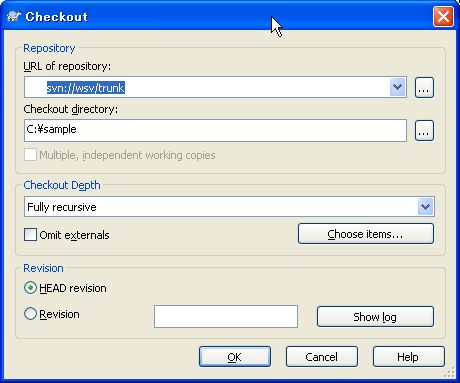 Checkout
Repository
URL of repository:
svn://wsv/trunk
...
Checkout directory:
C:¥sample
...
Multiple, independent working copies
Checkout Depth
Fully recursive
Omit externals
Choose items...
Revision
HEAD revision
Revision
Show log
OK
Cancel
Help